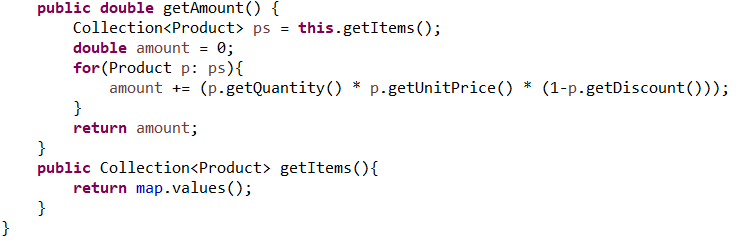 public double getAmount() {
Collection<Product> ps = this.getItems();
double amount = 0;
for(Product p: ps){
amount += (p.getQuantity() * p.getUnitPrice() * (1-p.getDiscount()));
}
return amount;
}
public Collection<Product> getItems(){
return map.values();
}
}